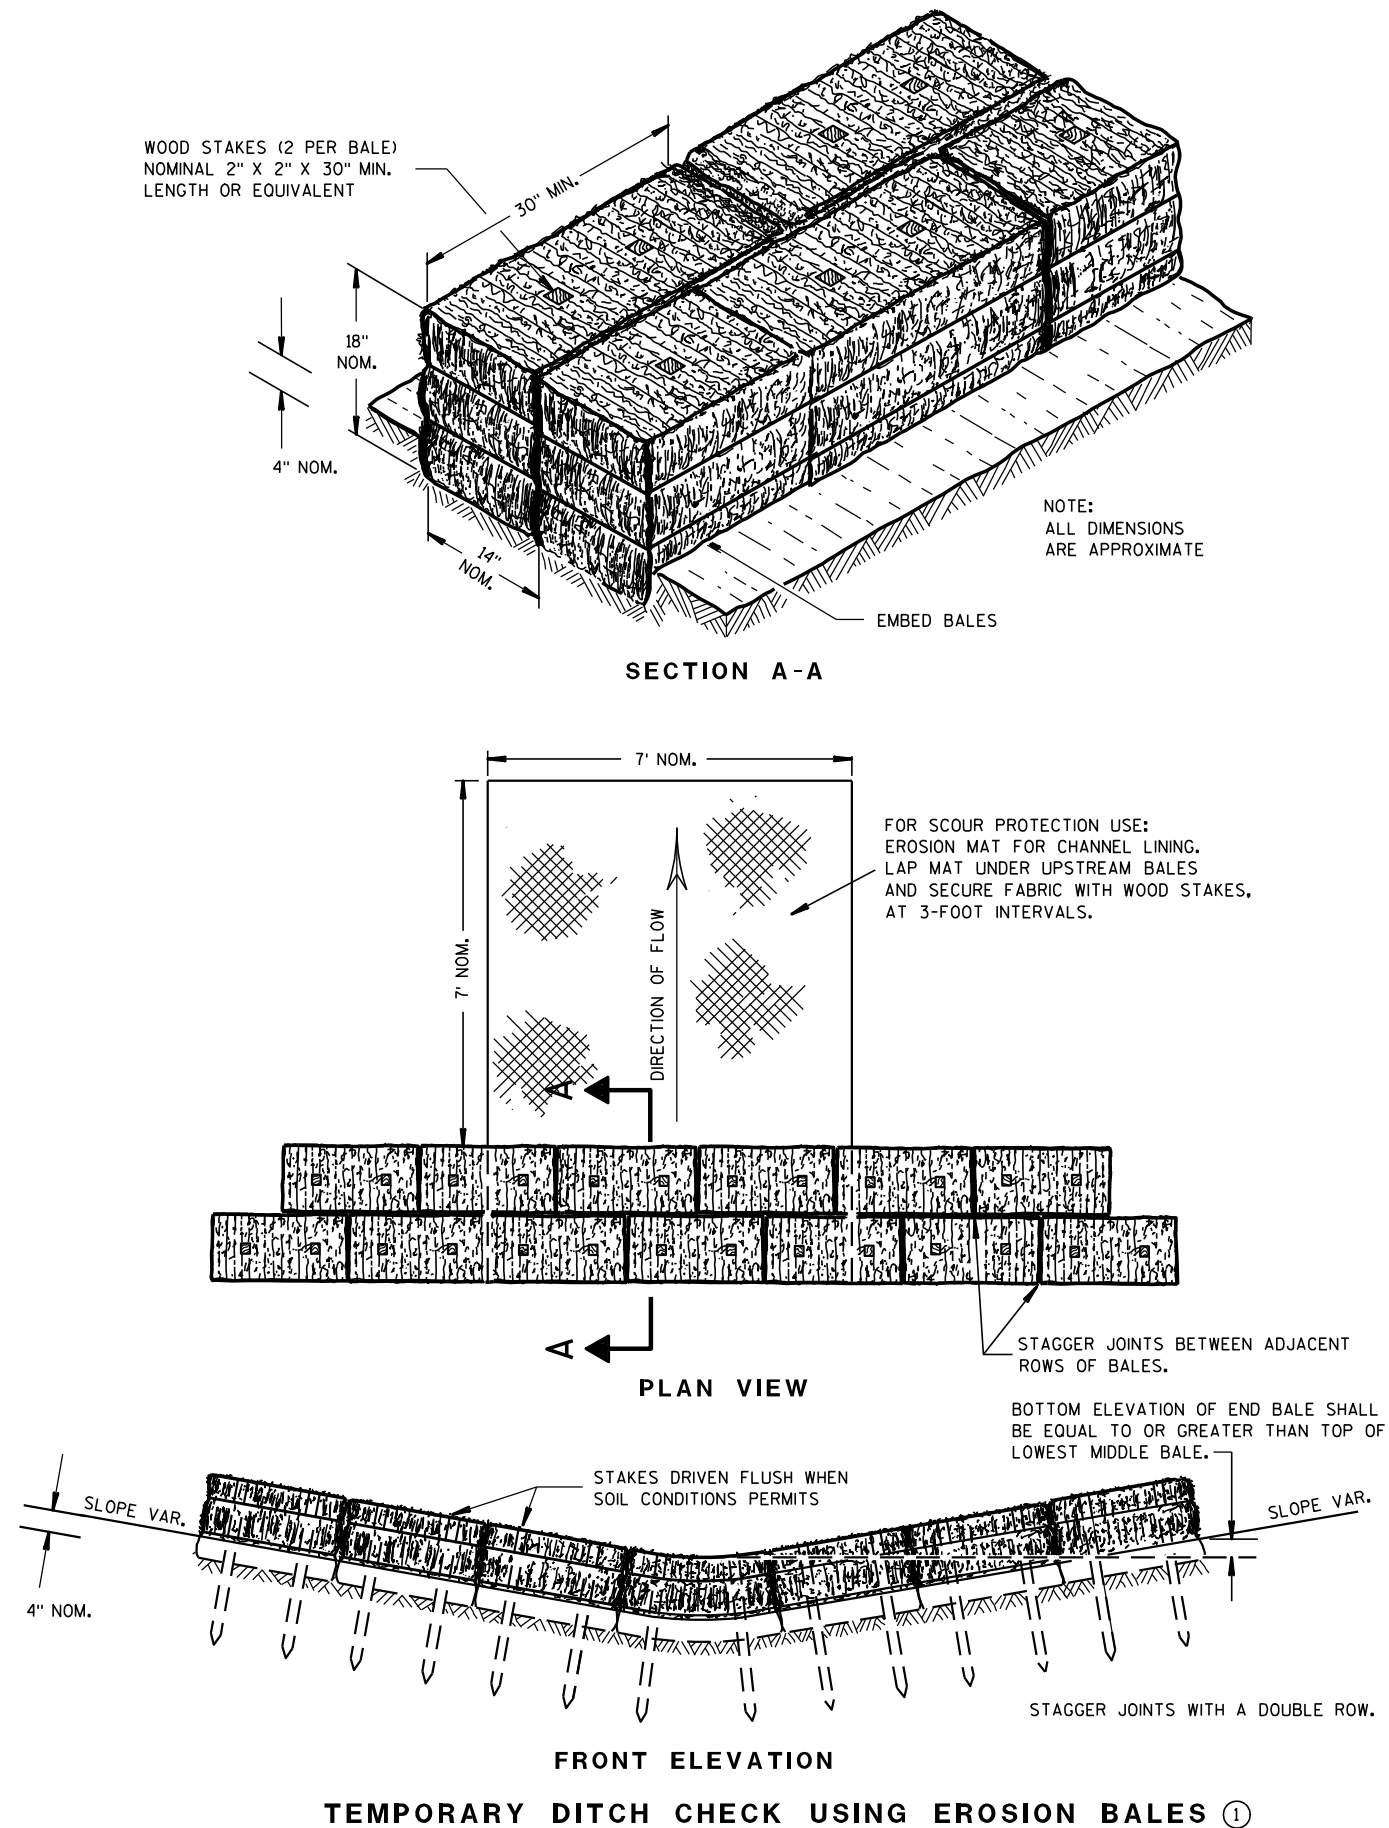 WOOD STAKES (2 PER BALE)
NOMINAL 2" X 2" X 30" MIN.
LENGTH OR EQUIVALENT
30" MIN.
18"
NOM.
4" NOM.
14"
NOM.
NOTE:
ALL DIMENSIONS
ARE APPROXIMATE
EMBED BALES
SECTION A-A
7' NOM.
7' NOM.
DIRECTION OF FLOW
FOR SCOUR PROTECTION USE:
EROSION MAT FOR CHANNEL LINING.
LAP MAT UNDER UPSTREAM BALES
AND SECURE FABRIC WITH WOOD STAKES,
AT 3-FOOT INTERVALS.
A
A
STAGGER JOINTS BETWEEN ADJACENT
ROWS OF BALES.
PLAN VIEW
BOTTOM ELEVATION OF END BALE SHALL
BE EQUAL TO OR GREATER THAN TOP OF
LOWEST MIDDLE BALE.
STAKES DRIVEN FLUSH WHEN
SOIL CONDITIONS PERMITS
SLOPE VAR.
SLOPE VAR.
4" NOM.
STAGGER JOINTS WITH A DOUBLE ROW.
FRONT ELEVATION
TEMPORARY DITCH CHECK USING EROSION BALES ①